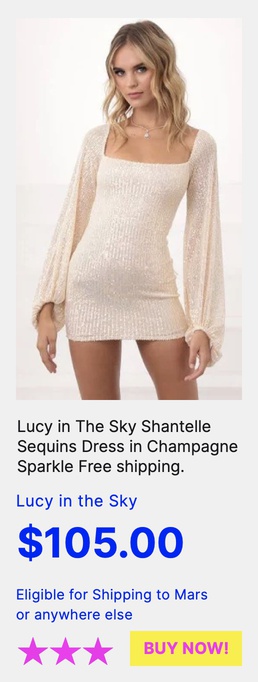 Lucy in The Sky Shantelle
Sequins Dress in Champagne
Sparkle Free shipping.
Lucy in the Sky
$105.00
Eligible for Shipping to Mars
or anywhere else
BUY NOW!